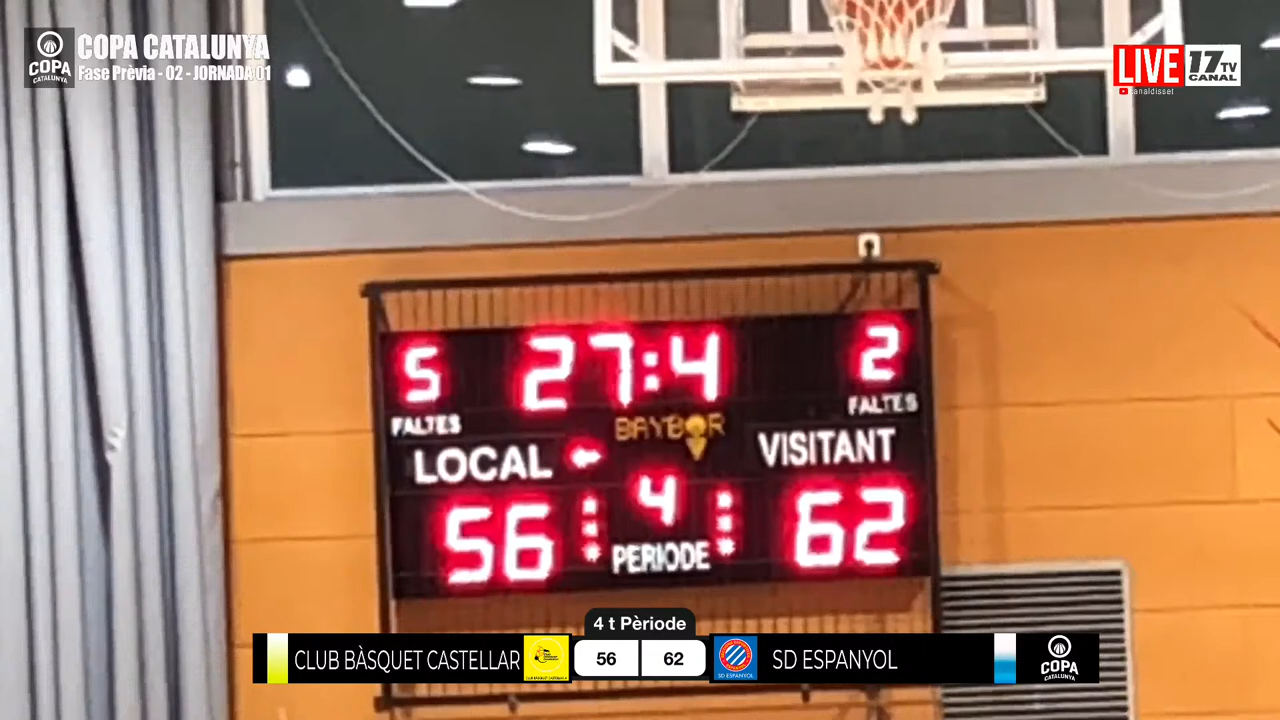 COPA CATALUNYA
Fase Prèvia - 02 - JORNADA 01
COPA
CATALUNYA
LIVE 17 TV
CANAL
canaldisset
5 27:4 2
FALTES FALTES
BAYBOR
LOCAL VISITANT
56 4 62
PERIODE
4 t Pèriode
CLUB BÀSQUET CASTELLAR 56 62 SD ESPANYOL
SD ESPANYOL
COPA
CATALUNYA